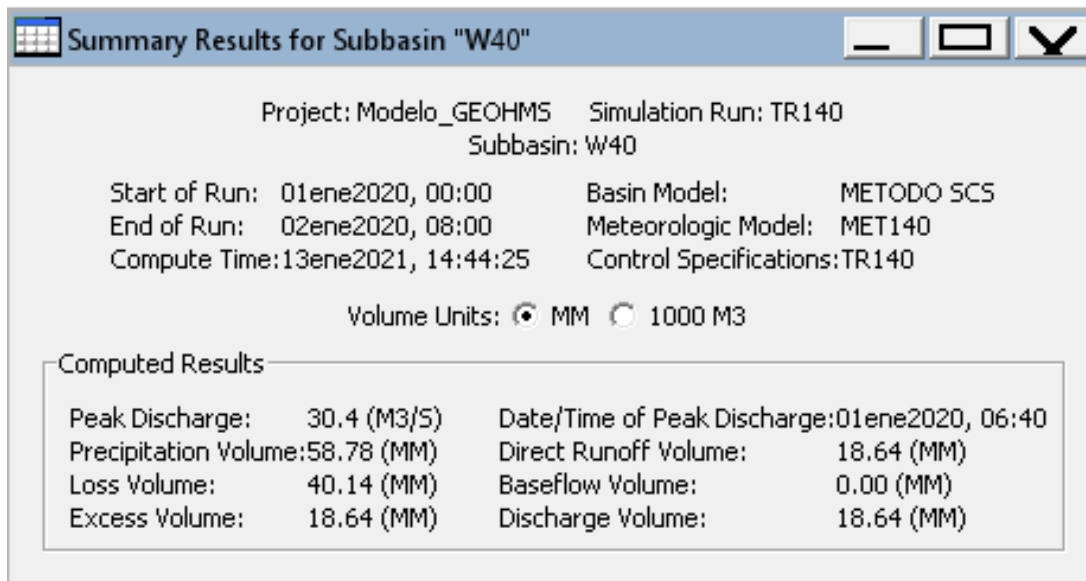 Summary Results for Subbasin "W40"
Project: Modelo_GEOHMS Simulation Run: TR140
Subbasin: W40
Start of Run: 01ene2020, 00:00 Basin Model: METODO SCS
End of Run: 02ene2020, 08:00 Meteorologic Model: MET140
Compute Time:13ene2021, 14:44:25 Control Specifications:TR140
Volume Units: MM 1000 M3
Computed Results
Peak Discharge: 30.4 (M3/S) Date/Time of Peak Discharge:01ene2020, 06:40
Precipitation Volume:58.78 (MM) Direct Runoff Volume: 18.64 (MM)
Loss Volume: 40.14 (MM) Baseflow Volume: 0.00 (MM)
Excess Volume: 18.64 (MM) Discharge Volume: 18.64 (MM)